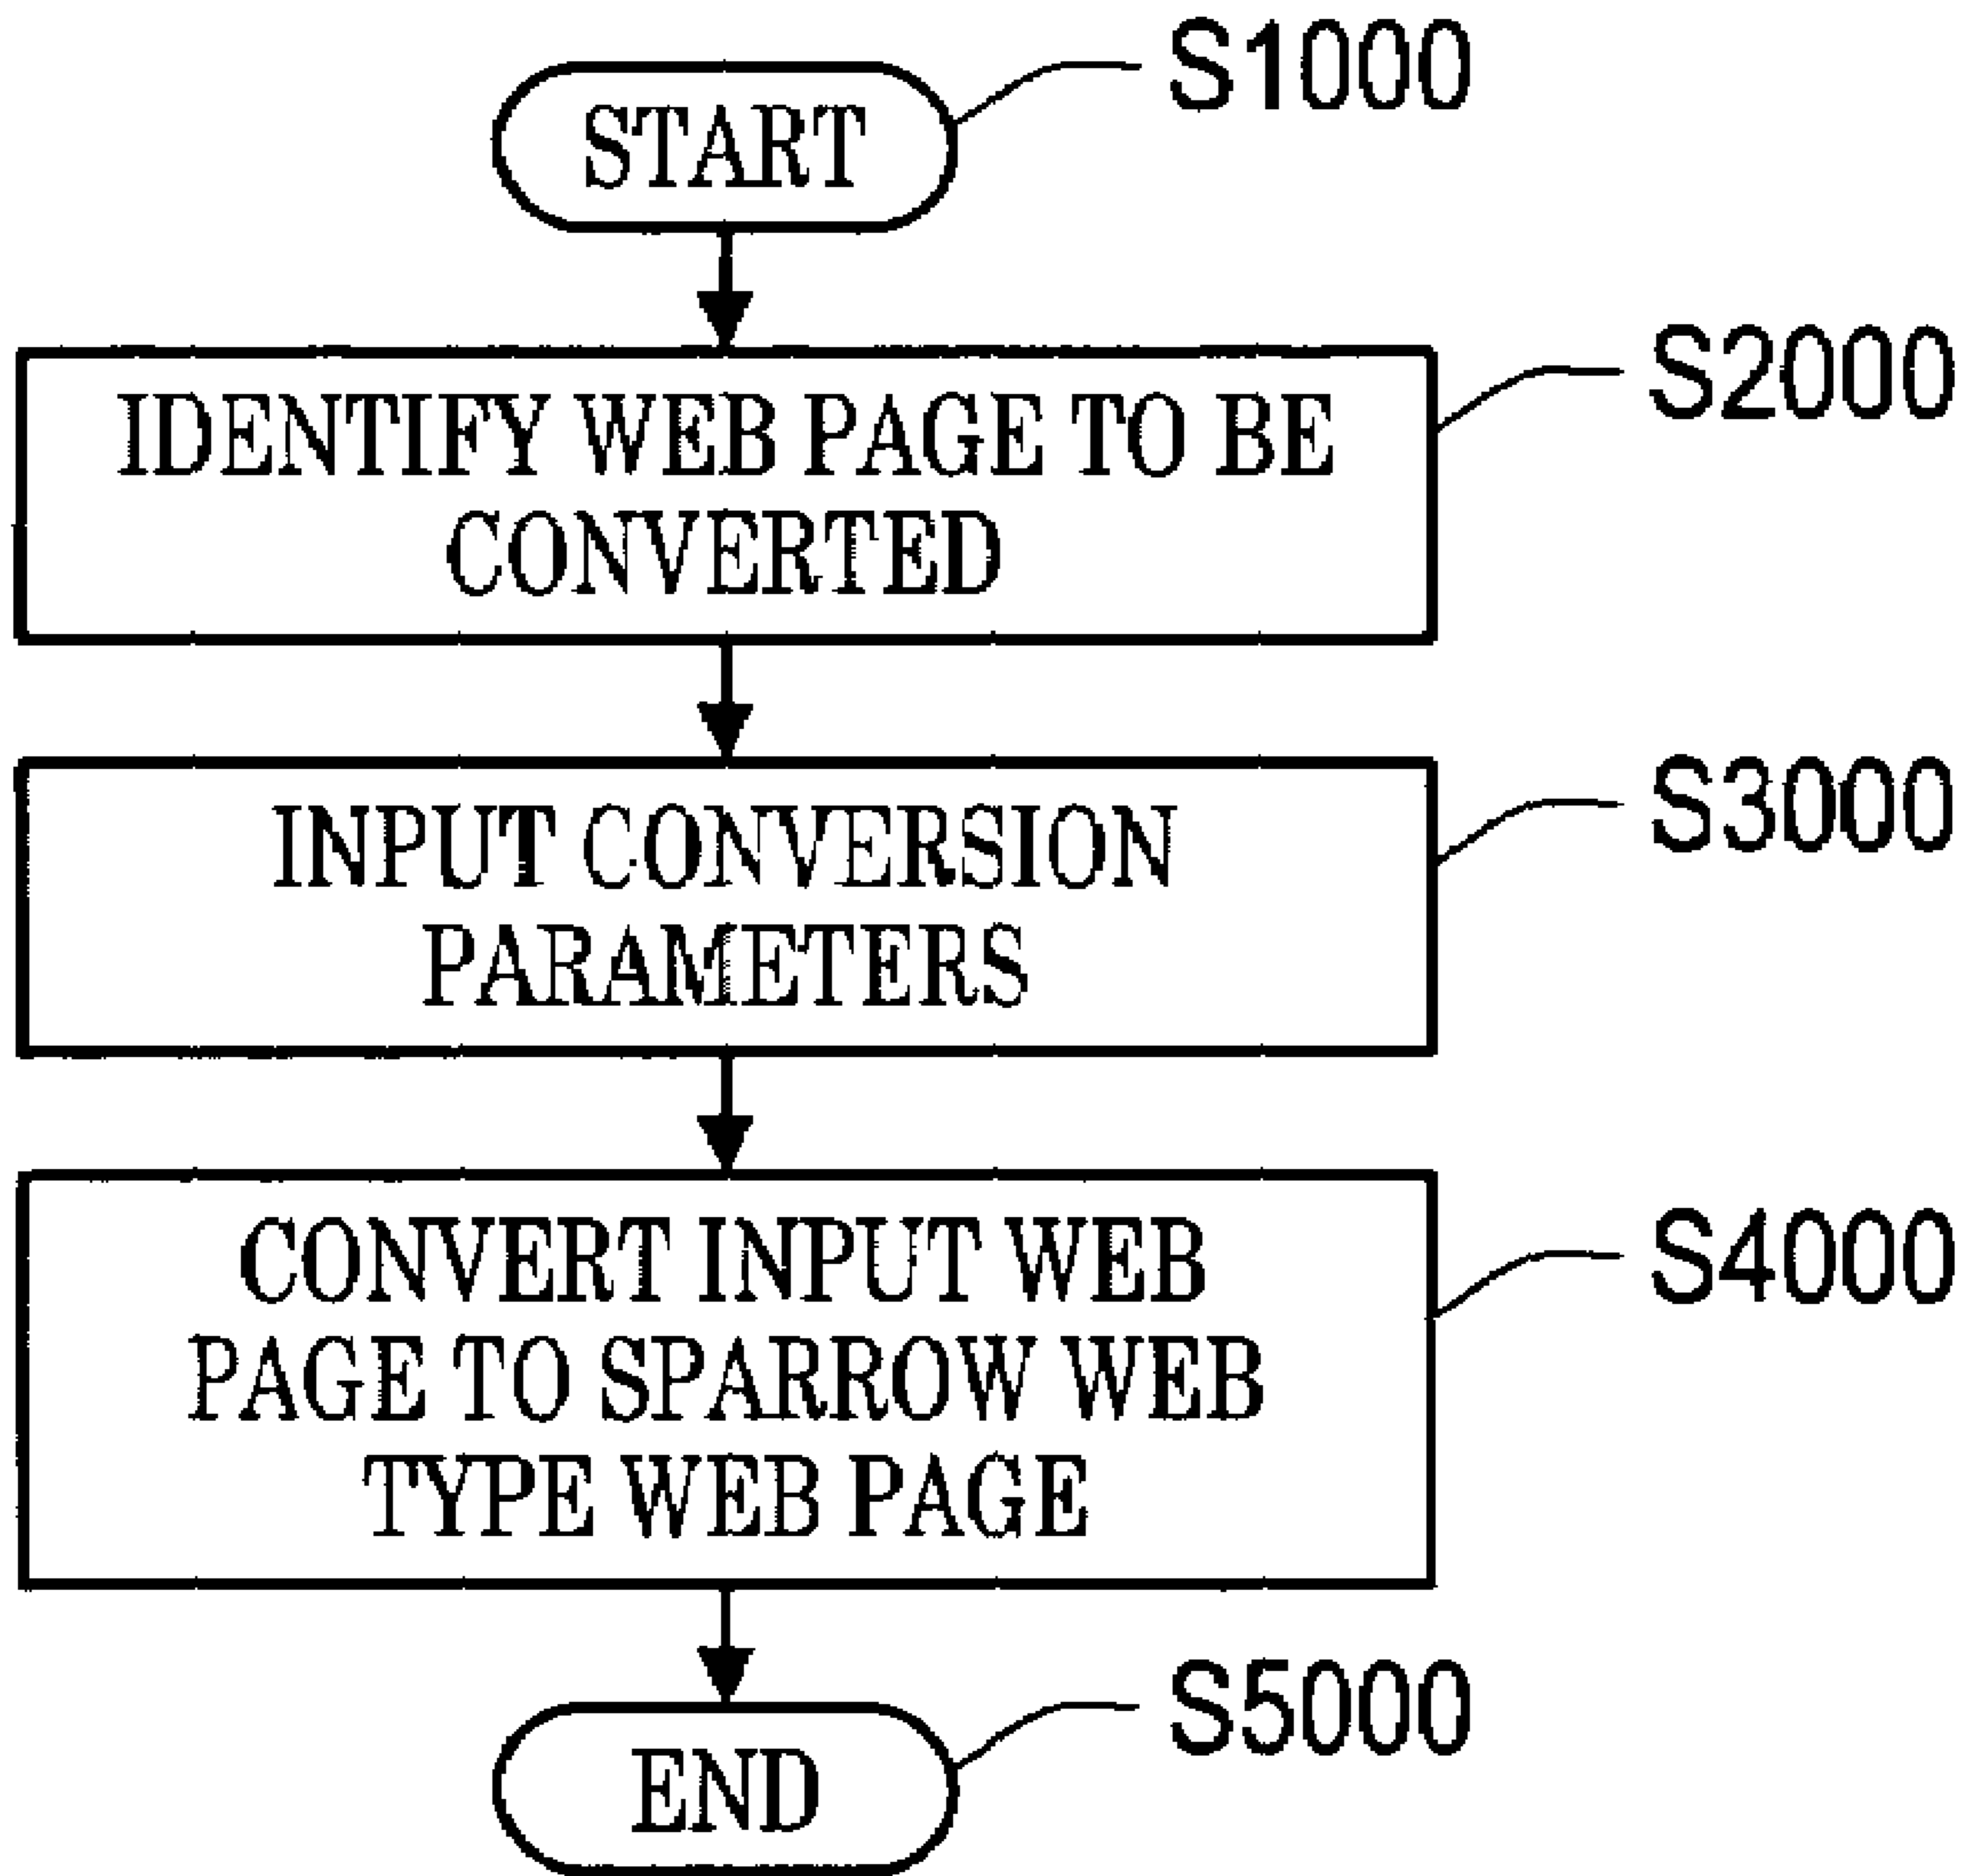 START
S1000
IDENTIFY WEB PAGE TO BE
CONVERTED
S2000
INPUT CONVERSION
PARAMETERS
S3000
CONVERT INPUT WEB
PAGE TO SPARROW WEB
TYPE WEB PAGE
S4000
END
S5000